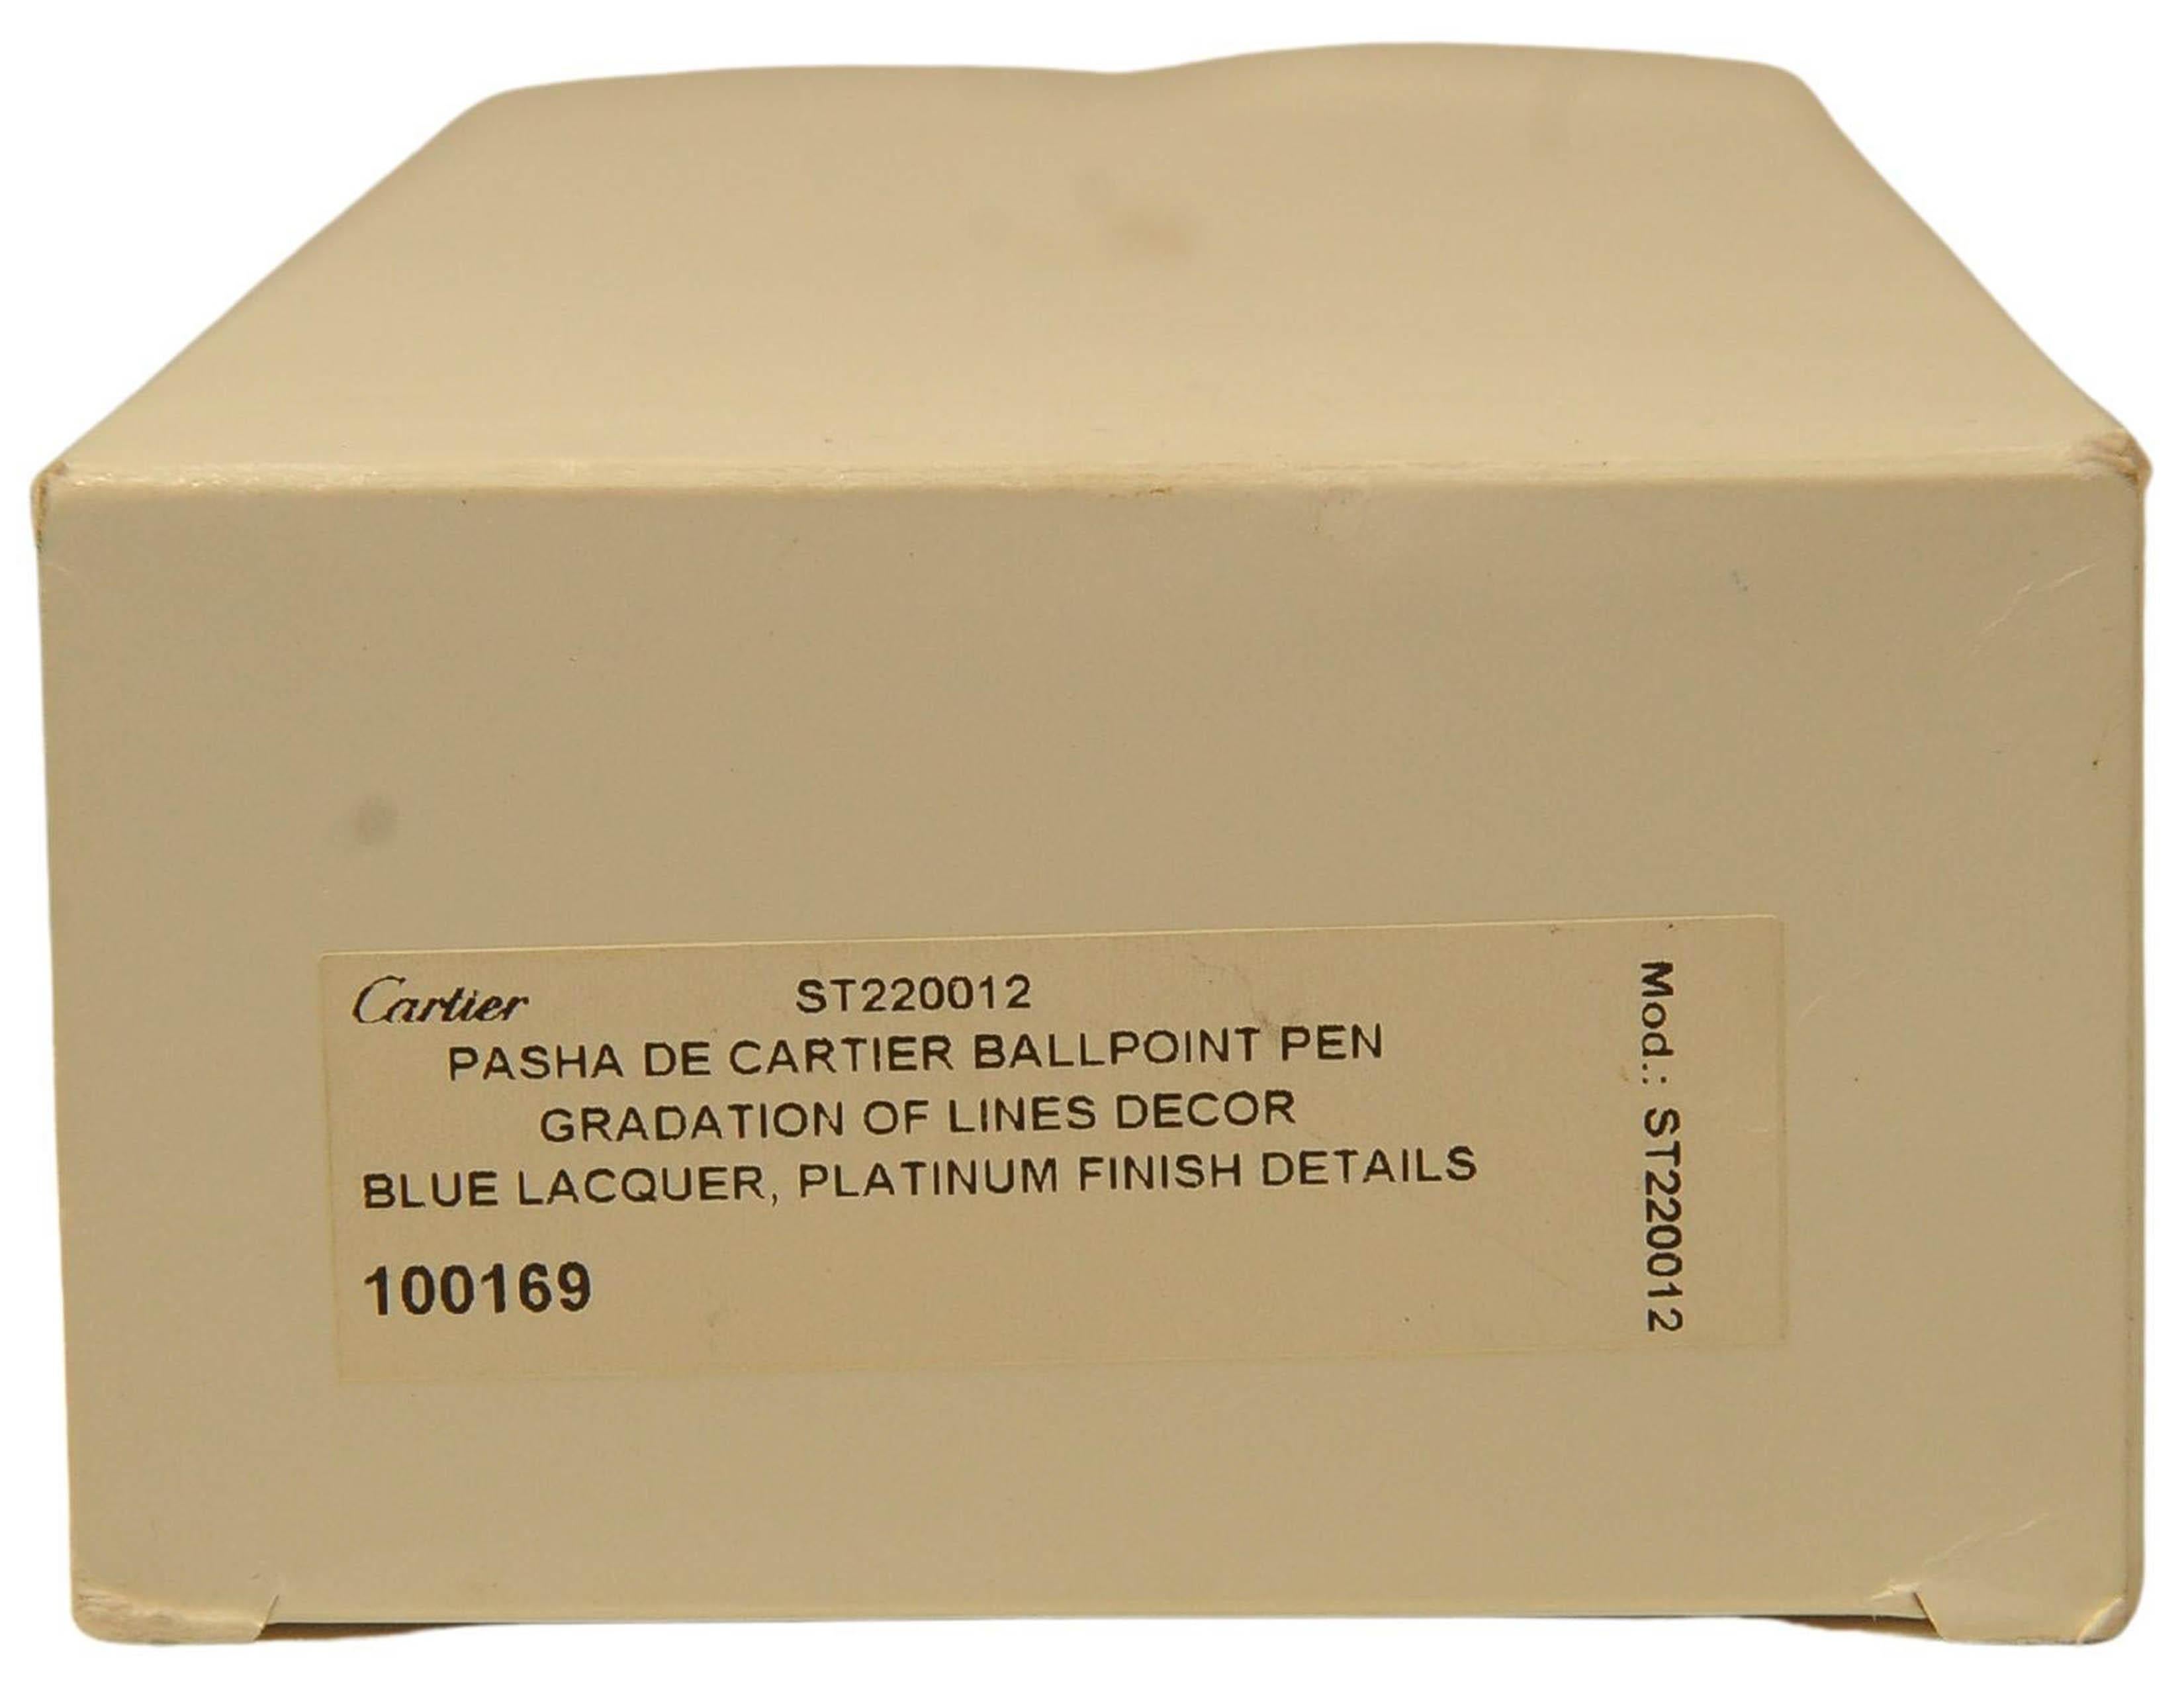 Cartier ST220012
PASHA DE CARTIER BALLPOINT PEN
GRADATION OF LINES DECOR
BLUE LACQUER, PLATINUM FINISH DETAILS
100169
Mod.: ST220012